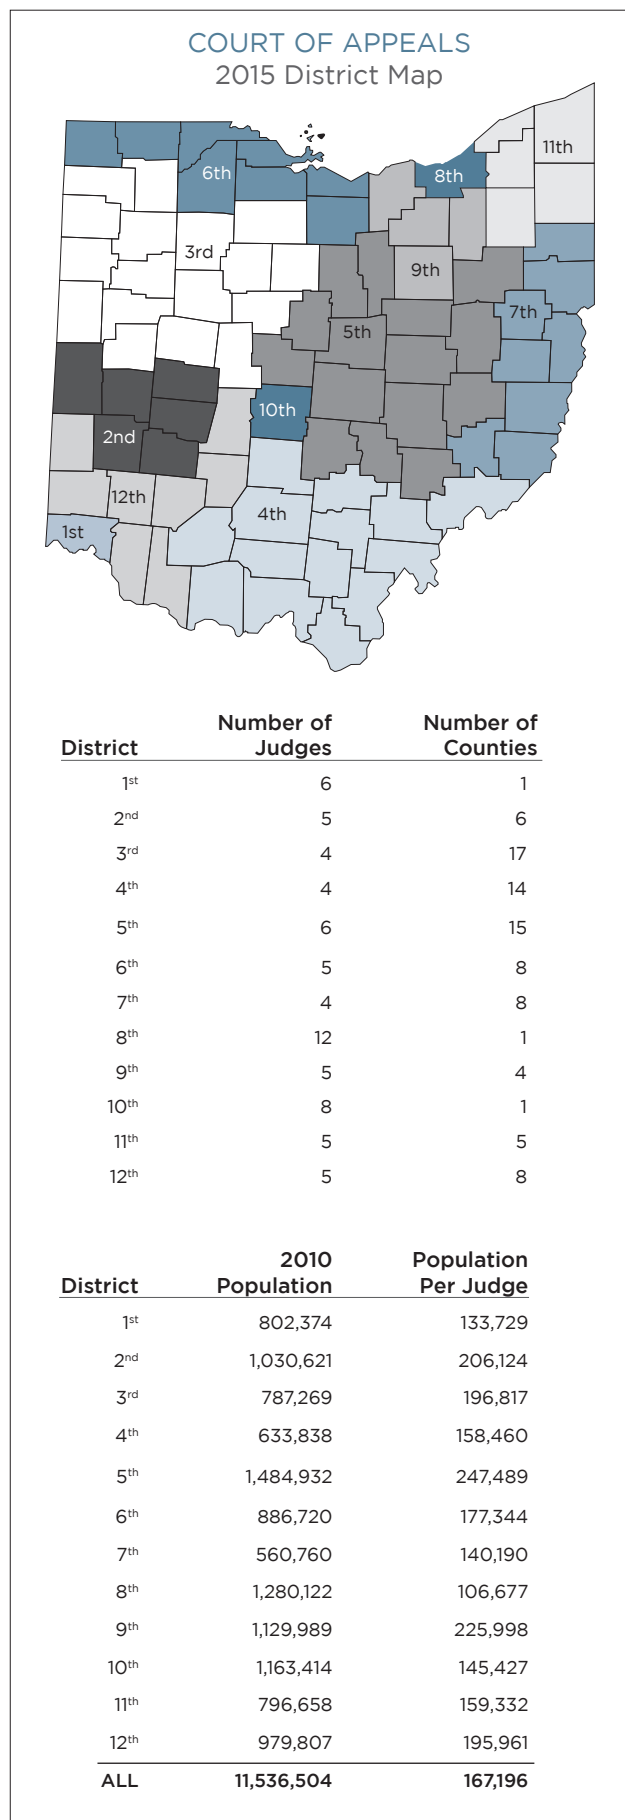 COURT OF APPEALS
2015 District Map
11th
8th
6th
3rd
9th
7th
5th
10th
2nd
12th
4th
1st
District Number of Judges Number of Counties
1st 6 1
2nd 5 6
3rd 4 17
4th 4 14
5th 6 15
6th 5 8
7th 4 8
8th 12 1
9th 5 4
10th 8 1
11th 5 5
12th 5 8
District 2010 Population Population Per Judge
1st 802,374 133,729
2nd 1,030,621 206,124
3rd 787,269 196,817
4th 633,838 158,460
5th 1,484,932 247,489
6th 886,720 177,344
7th 560,760 140,190
8th 1,280,122 106,677
9th 1,129,989 225,998
10th 1,163,414 145,427
11th 796,658 159,332
12th 979,807 195,961
ALL 11,536,504 167,196